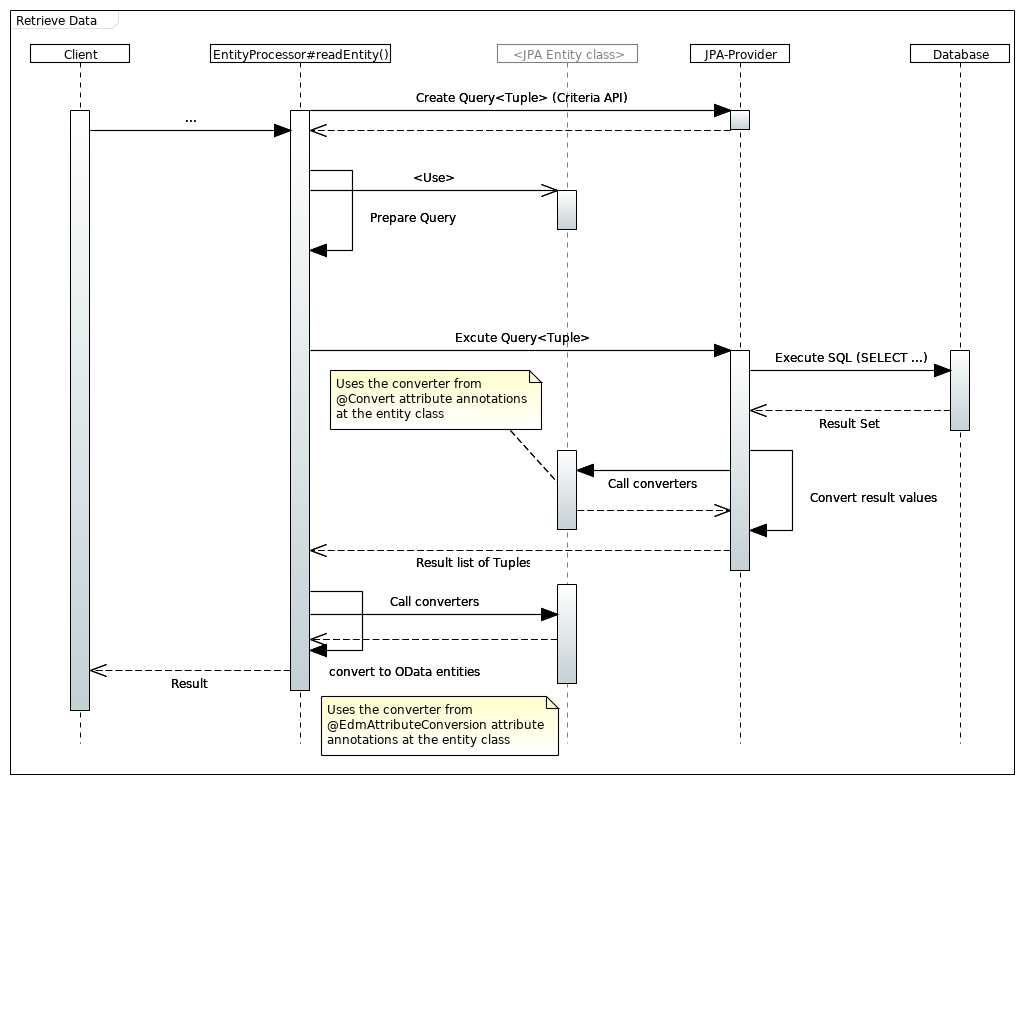 Retrieve Data
Client
EntityProcessor#readEntity()
<JPA Entity class>
JPA-Provider
Database
Create Query<Tuple> (Criteria API)
...
<Use>
Prepare Query
Excute Query<Tuple>
Execute SQL (SELECT ...)
Uses the converter from
@Convert attribute annotations
at the entity class
Result Set
Call converters
Convert result values
Result list of Tuples
Call converters
convert to OData entities
Result
Uses the converter from
@EdmAttributeConversion attribute
annotations at the entity class